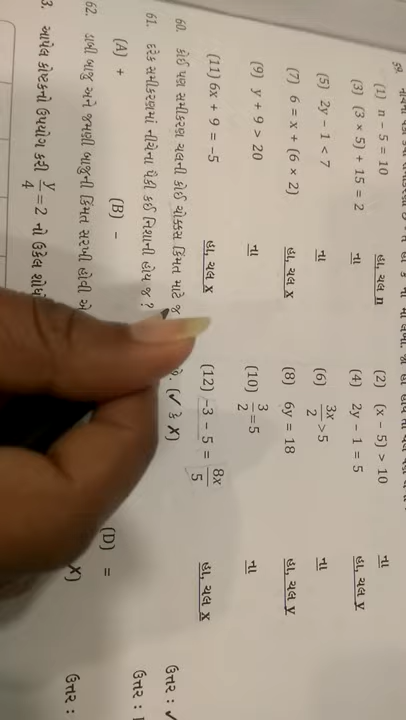 (1) n − 5 = 10 હા, ચલ n (2) (x − 5) > 10 ના
(3) (3 × 5) + 15 = 2 ના (4) 2y − 1 = 5 હા, ચલ y
(5) 2y − 1 < 7 ના (6) 3x/2 > 5 ના
(7) 6 = x + (6 × 2) હા, ચલ x (8) 6y = 18 હા, ચલ y
(9) y + 9 > 20 ના (10) 3/2 = 5 ના
(11) 6x + 9 = −5 હા, ચલ x (12) −3 − 5 = 8x/5 હા, ચલ x
60. કોઈ પણ સમીકરણ ચલની કોઈ ચોક્કસ કિંમત માટે જ (✓ કે X) ઉત્તર : ✓
61. દરેક સમીકરણમાં નીચેના પૈકી કઈ નિશાની હોય જ ? ઉત્તર :
(A) + (B) − (D) =
62. ડાબી બાજુ અને જમણી બાજુની કિંમત સરખી હોવી X) ઉત્તર :
3. આપેલ કોષ્ટકનો ઉપયોગ કરી y/4 = 2 નો ઉકેલ